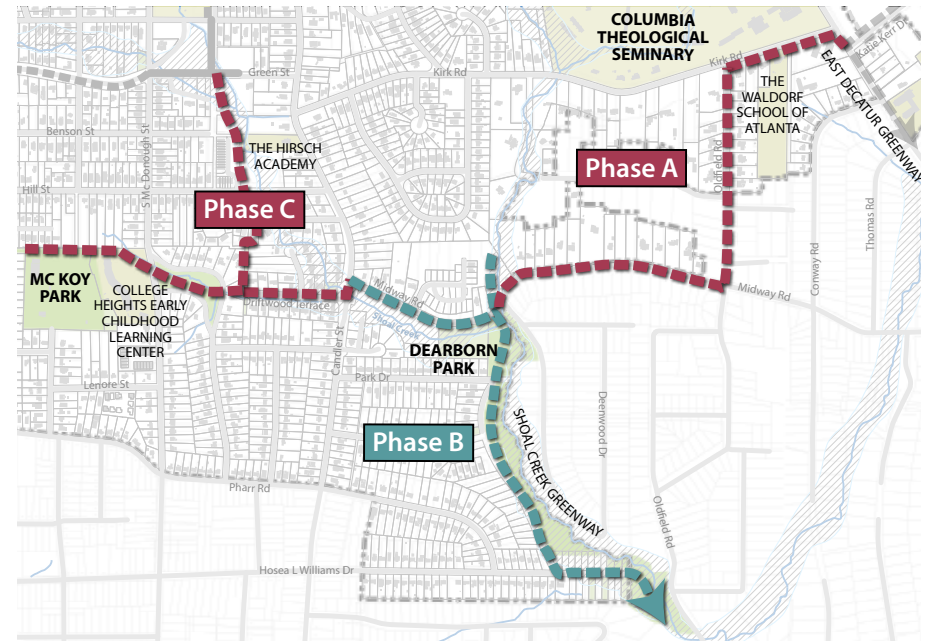 COLUMBIA
THEOLOGICAL
SEMINARY
Katie Kerr Dr
Kirk Rd
Green St
Kirk Rd
EAST DECATUR GREENWAY
THE
WALDORF
SCHOOL OF
ATLANTA
Benson St
S Mc Donough St
THE HIRSCH
ACADEMY
Oldfield Rd
Phase A
Hill St
Phase C
Thomas Rd
Conway Rd
MC KOY
PARK
COLLEGE
HEIGHTS EARLY
CHILDHOOD
LEARNING
CENTER
Midway Rd
Midway Rd
Driftwood Terrace
Shoal Creek
Candler St
DEARBORN
PARK
Park Dr
Lenore St
Deerwood Dr
SHOAL CREEK GREENWAY
Phase B
Pharr Rd
Oldfield Rd
Hosea L Williams Dr